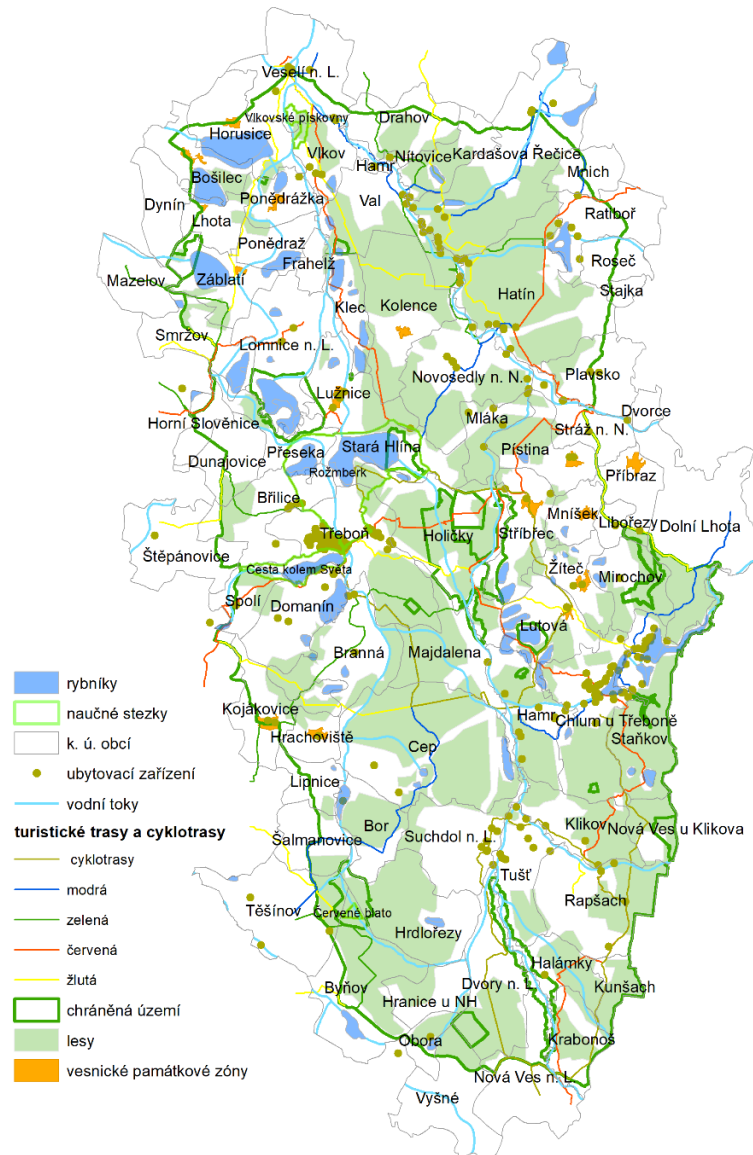 Veselí n. L.
Vlkovské pískovny
Drahov
Horusice
Vlkov
Hamr
Nítovice
Kardašova Řečice
Mnich
Bošilec
Ponědrážka
Val
Dynín
Lhota
Ratiboř
Ponědraž
Frahelž
Roseč
Mazelov
Záblatí
Hatín
Stajka
Klec
Kolence
Smržov
Lomnice n. L.
Novosedly n. N.
Plavsko
Lužnice
Mláka
Dvorce
Horní Slověnice
Stráž n. N.
Přeseka
Stará Hlína
Pístina
Dunajovice
Rožmberk
Příbraz
Břilice
Mníšek
Libořezy
Dolní Lhota
Třeboň
Holičky
Stříbřec
Štěpánovice
Cesta kolem Světa
Žíteč
Mirochov
Spolí
Domanín
Lutová
Branná
Majdalena
Kojákovice
Hamr
Chlum u Třeboně
Staňkov
Hrachoviště
Cep
Lipnice
Bor
Suchdol n. L.
Klikov
Nová Ves u Klikova
Šalmanovice
Tušť
Rapšach
Těšínov
Červené blato
Hrdlořezy
Halámky
Byňov
Hranice u NH
Dvory n. L.
Kunšach
Obora
Krabonoš
Nová Ves n. L.
Vyšné
rybníky
naučné stezky
k. ú. obcí
ubytovací zařízení
vodní toky
turistické trasy a cyklotrasy
cyklotrasy
modrá
zelená
červená
žlutá
chráněná území
lesy
vesnické památkové zóny